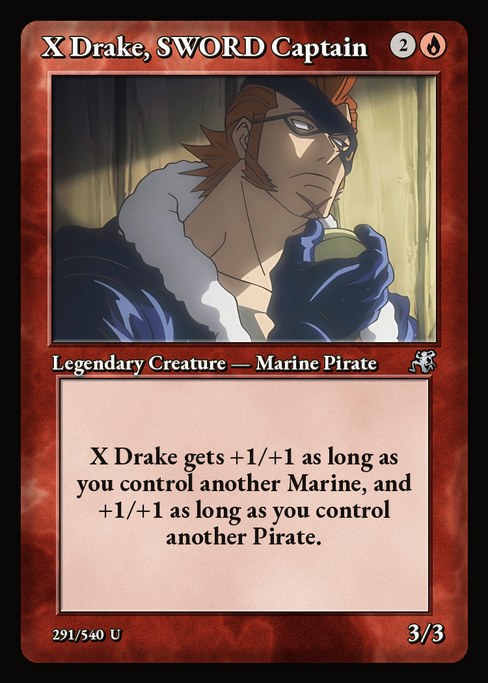 X Drake, SWORD Captain 2
Legendary Creature — Marine Pirate
X Drake gets +1/+1 as long as
you control another Marine, and
+1/+1 as long as you control
another Pirate.
291/540 U 3/3